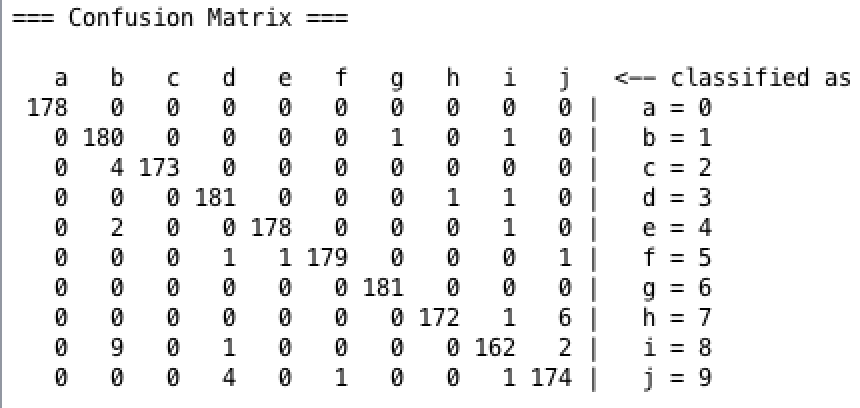 === Confusion Matrix ===
a b c d e f g h i j <-- classified as
178 0 0 0 0 0 0 0 0 0 | a = 0
0 180 0 0 0 0 1 0 1 0 | b = 1
0 4 173 0 0 0 0 0 0 0 | c = 2
0 0 0 181 0 0 0 1 1 0 | d = 3
0 2 0 0 178 0 0 0 1 0 | e = 4
0 0 0 1 1 179 0 0 0 1 | f = 5
0 0 0 0 0 0 181 0 0 0 | g = 6
0 0 0 0 0 0 0 172 1 6 | h = 7
0 9 0 1 0 0 0 0 162 2 | i = 8
0 0 0 4 0 1 0 0 1 174 | j = 9